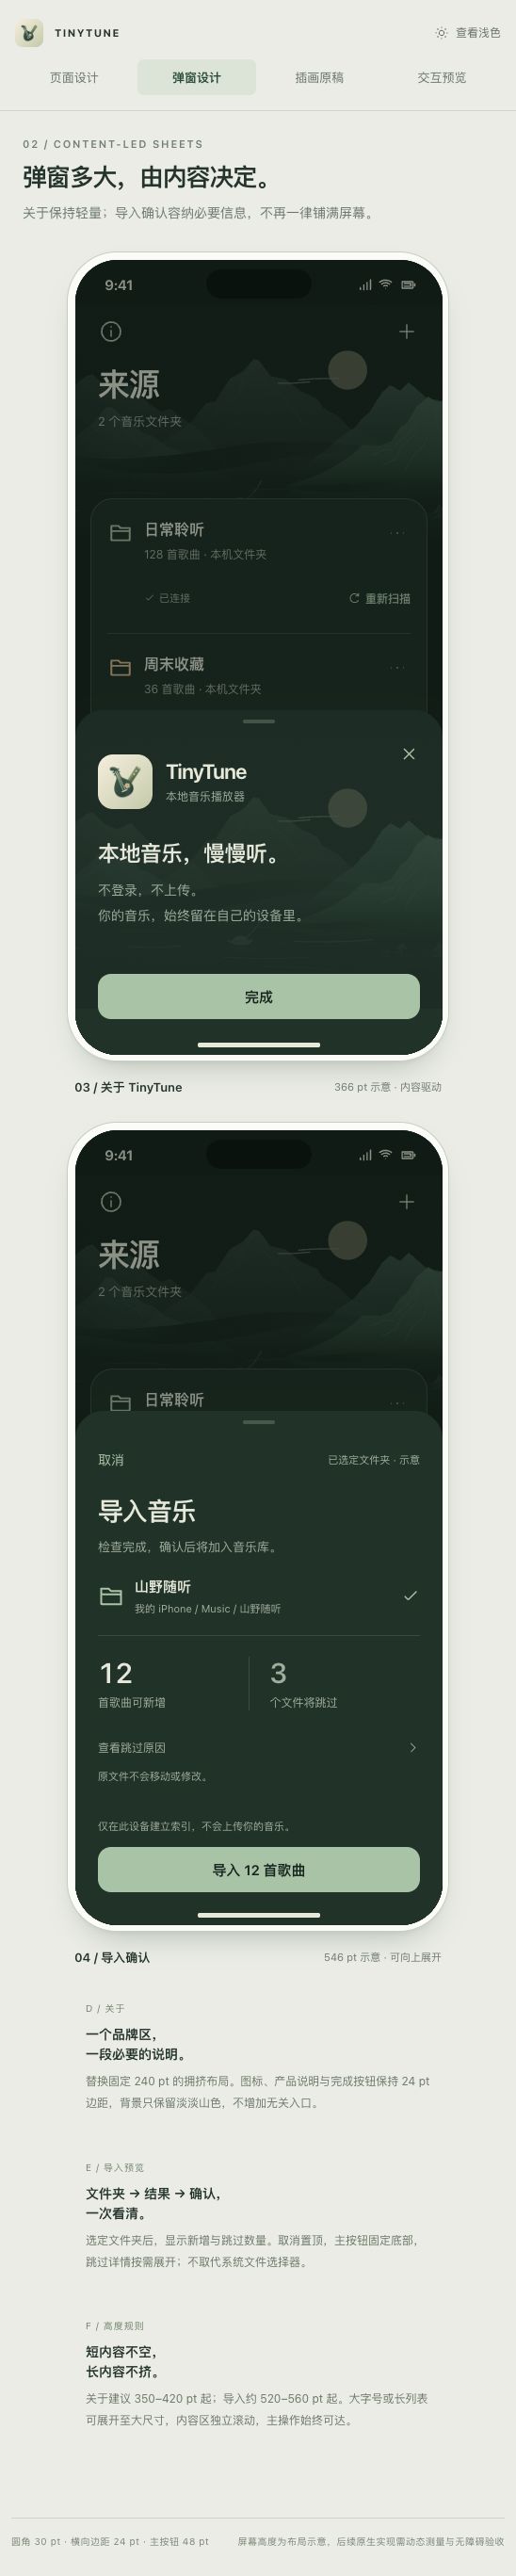 TINYTUNE
查看浅色
页面设计
弹窗设计
插画原稿
交互预览
02 / CONTENT-LED SHEETS
弹窗多大，由内容决定。
关于保持轻量；导入确认容纳必要信息，不再一律铺满屏幕。
9:41
来源
2 个音乐文件夹
日常聆听
128 首歌曲 · 本机文件夹
已连接
重新扫描
周末收藏
36 首歌曲 · 本机文件夹
TinyTune
本地音乐播放器
本地音乐，慢慢听。
不登录，不上传。
你的音乐，始终留在自己的设备里。
完成
03 / 关于 TinyTune
366 pt 示意 · 内容驱动
9:41
来源
2 个音乐文件夹
日常聆听
取消
已选定文件夹 · 示意
导入音乐
检查完成，确认后将加入音乐库。
山野随听
我的 iPhone / Music / 山野随听
12
首歌曲可新增
3
个文件将跳过
查看跳过原因
原文件不会移动或修改。
仅在此设备建立索引，不会上传你的音乐。
导入 12 首歌曲
04 / 导入确认
546 pt 示意 · 可向上展开
D / 关于
一个品牌区，
一段必要的说明。
替换固定 240 pt 的拥挤布局。图标、产品说明与完成按钮保持 24 pt
边距，背景只保留淡淡山色，不增加无关入口。
E / 导入预览
文件夹 → 结果 → 确认，
一次看清。
选定文件夹后，显示新增与跳过数量。取消置顶，主按钮固定底部，
跳过详情按需展开；不取代系统文件选择器。
F / 高度规则
短内容不空，
长内容不挤。
关于建议 350–420 pt 起；导入约 520–560 pt 起。大字号或长列表
可展开至大尺寸，内容区独立滚动，主操作始终可达。
圆角 30 pt · 横向边距 24 pt · 主按钮 48 pt
屏幕高度为布局示意，后续原生实现需动态测量与无障碍验收